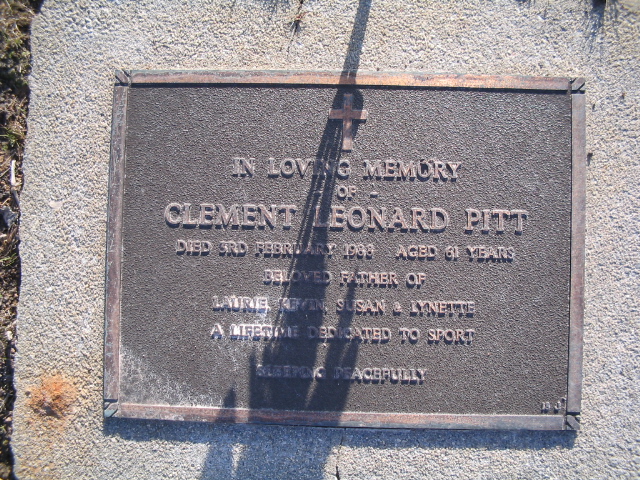 IN LOVING MEMORY
OF -
CLEMENT LEONARD PITT
DIED 3RD FEBRUARY AGED 61 YEARS
BELOVED FATHER OF
LAURIE, KEVIN, SUSAN & LYNETTE
A LIFETIME DEDICATED TO SPORT
SLEEPING PEACEFULLY